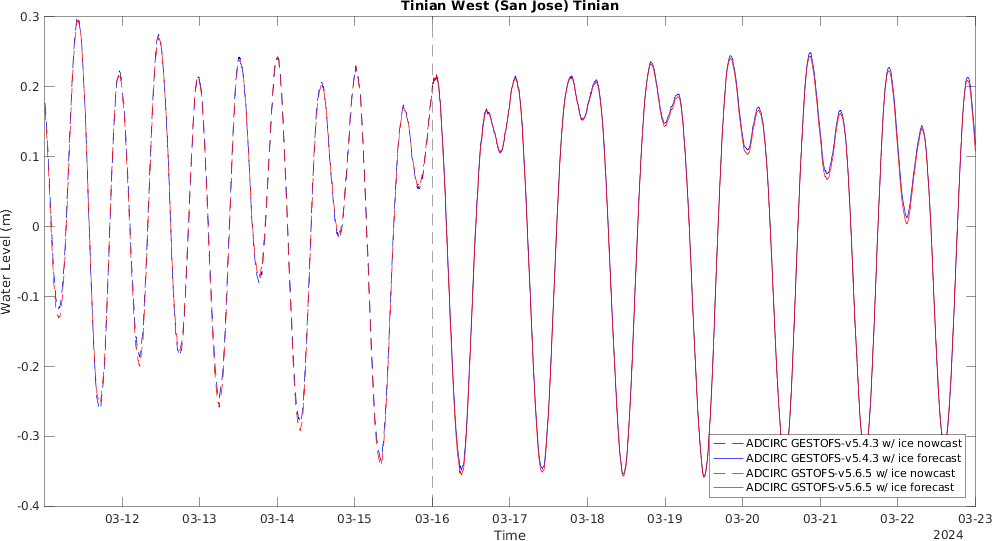 Tinian West (San Jose) Tinian
0.3
0.2
0.1
0
-0.1
-0.2
-0.3
-0.4
Water Level (m)
ADCIRC GESTOFS-v5.4.3 w/ ice nowcast
ADCIRC GESTOFS-v5.4.3 w/ ice forecast
ADCIRC GSTOFS-v5.6.5 w/ ice nowcast
ADCIRC GSTOFS-v5.6.5 w/ ice forecast
03-12 03-13 03-14 03-15 03-16 03-17 03-18 03-19 03-20 03-21 03-22 03-23
Time
2024